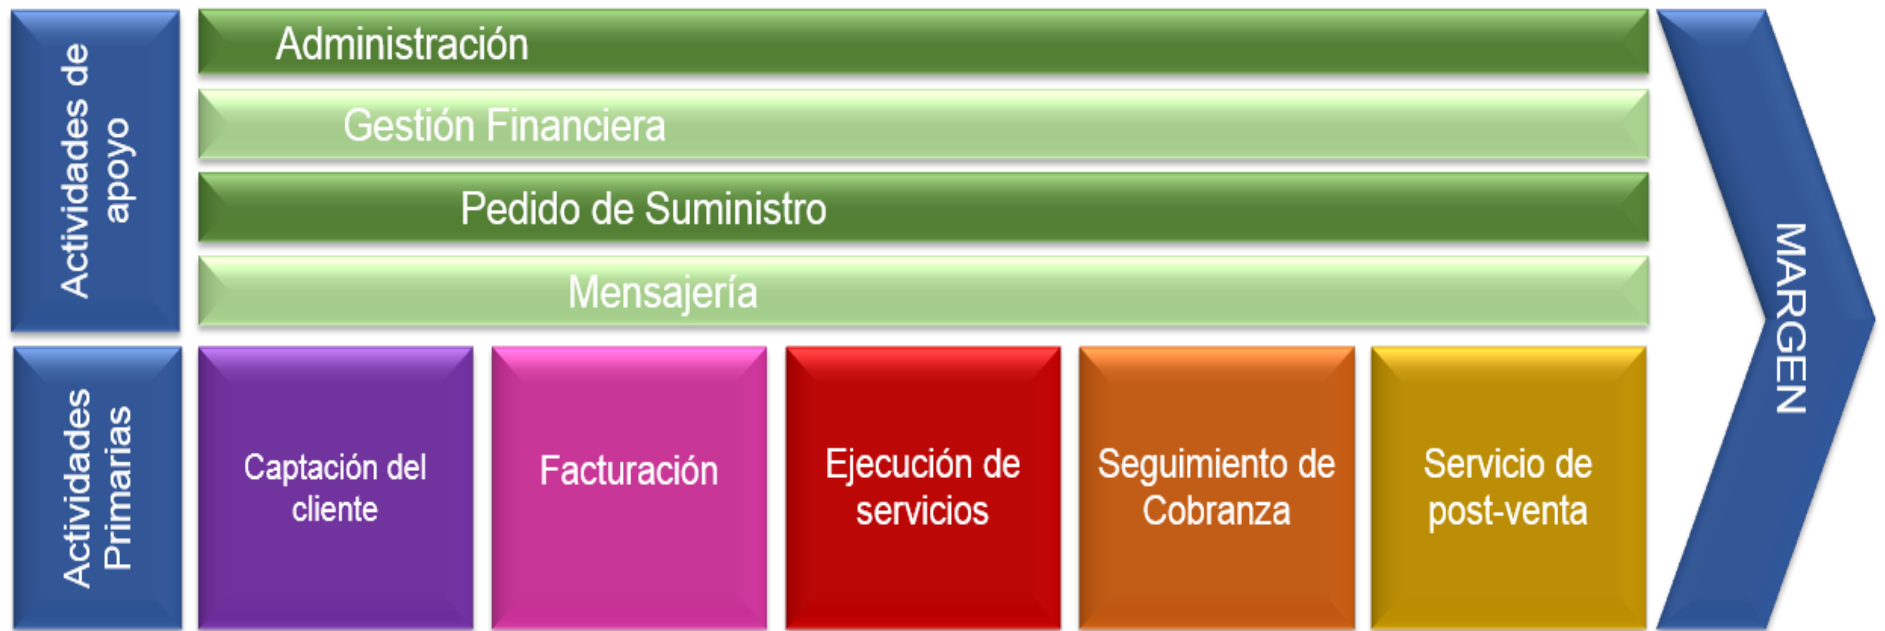 Actividades de
apoyo
Administración
Gestión Financiera
Pedido de Suministro
Mensajería
Actividades
Primarias
Captación del
cliente
Facturación
Ejecución de
servicios
Seguimiento de
Cobranza
Servicio de
post-venta
MARGEN